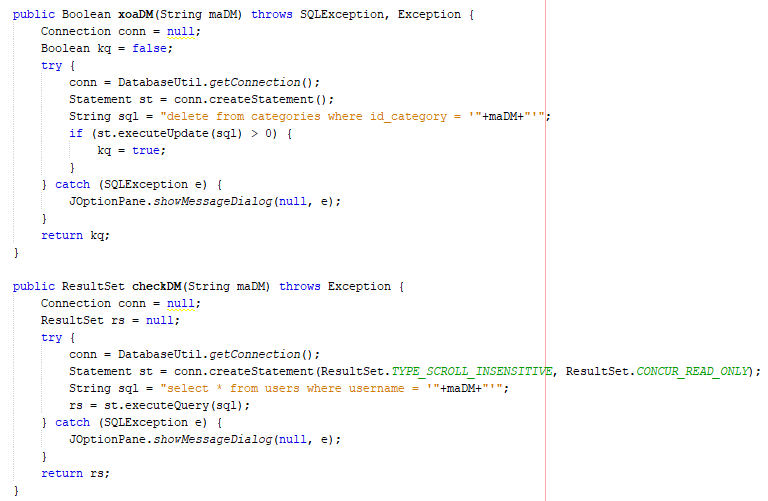 public Boolean xoaDM(String maDM) throws SQLException, Exception {
Connection conn = null;
Boolean kq = false;
try {
conn = DatabaseUtil.getConnection();
Statement st = conn.createStatement();
String sql = "delete from categories where id_category = '"+maDM+"'";
if (st.executeUpdate(sql) > 0) {
kq = true;
}
} catch (SQLException e) {
JOptionPane.showMessageDialog(null, e);
}
return kq;
}
public ResultSet checkDM(String maDM) throws Exception {
Connection conn = null;
ResultSet rs = null;
try {
conn = DatabaseUtil.getConnection();
Statement st = conn.createStatement(ResultSet.TYPE_SCROLL_INSENSITIVE, ResultSet.CONCUR_READ_ONLY);
String sql = "select * from users where username = '"+maDM+"'";
rs = st.executeQuery(sql);
} catch (SQLException e) {
JOptionPane.showMessageDialog(null, e);
}
return rs;
}